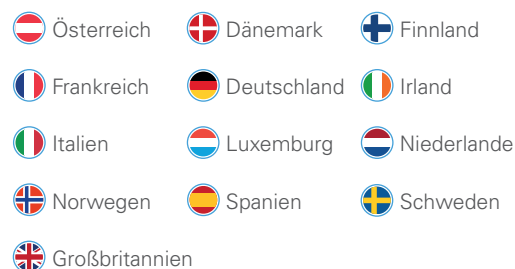 Österreich Dänemark Finnland
Frankreich Deutschland Irland
Italien Luxemburg Niederlande
Norwegen Spanien Schweden
Großbritannien